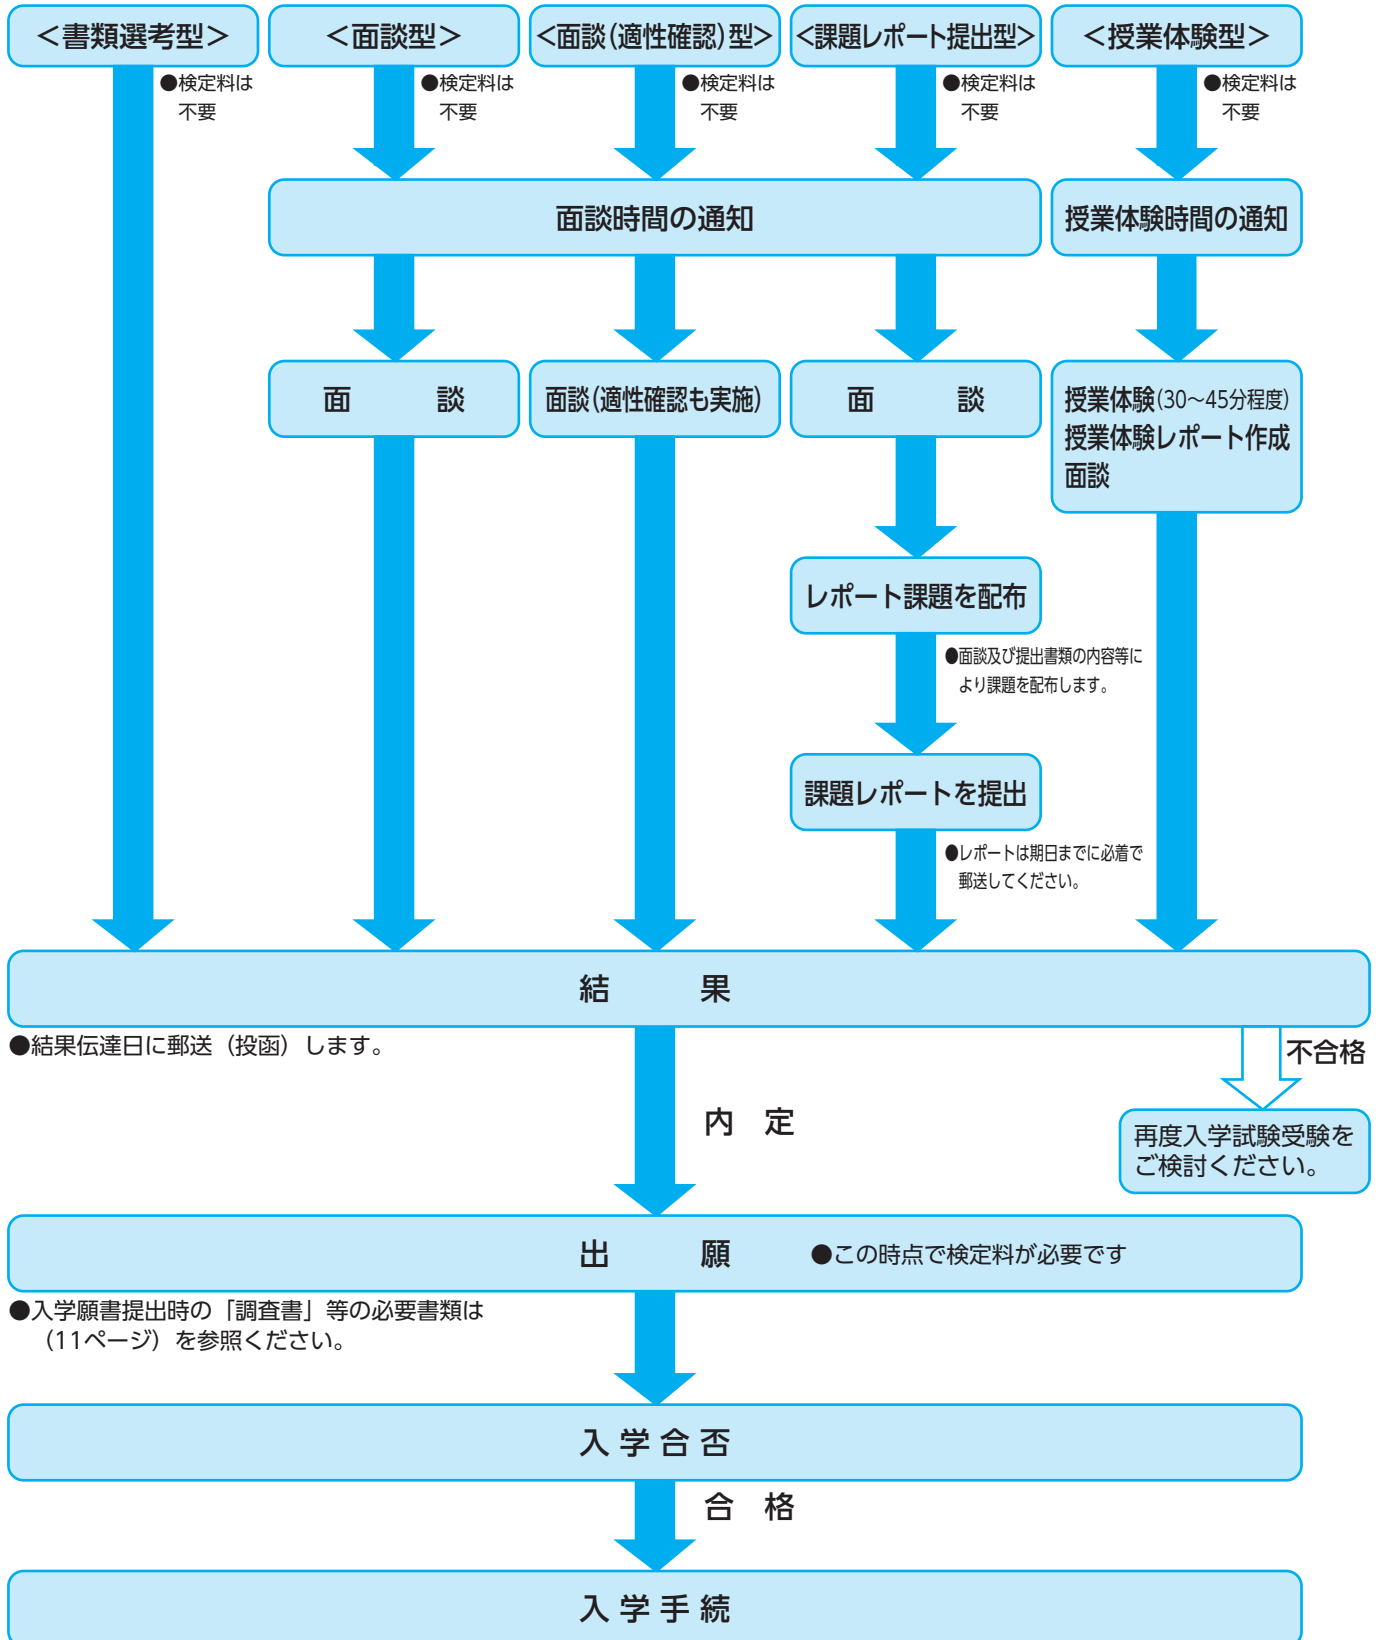 ＜書類選考型＞
＜面談型＞
＜面談（適性確認）型＞
＜課題レポート提出型＞
＜授業体験型＞
●検定料は
不要
●検定料は
不要
●検定料は
不要
●検定料は
不要
●検定料は
不要
面談時間の通知
授業体験時間の通知
面　談
面談（適性確認も実施）
面　談
授業体験（30～45分程度）
授業体験レポート作成
面談
レポート課題を配布
●面談及び提出書類の内容等に
より課題を配布します。
課題レポートを提出
●レポートは期日までに必着で
郵送してください。
結　果
●結果伝達日に郵送（投函）します。
不合格
内　定
再度入学試験受験を
ご検討ください。
出　願
●この時点で検定料が必要です
●入学願書提出時の「調査書」等の必要書類は
（11ページ）を参照ください。
入学合否
合　格
入学手続